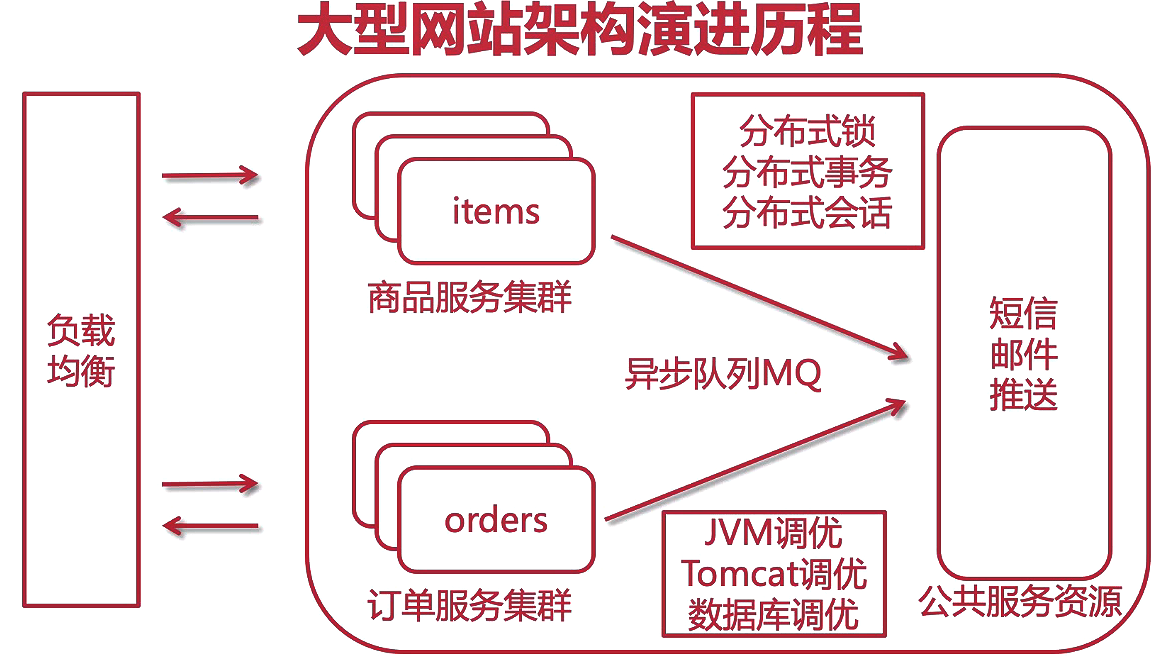 大型网站架构演进历程
负载
均衡
items
商品服务集群
orders
订单服务集群
分布式锁
分布式事务
分布式会话
异步队列MQ
JVM调优
Tomcat调优
数据库调优
短信
邮件
推送
公共服务资源